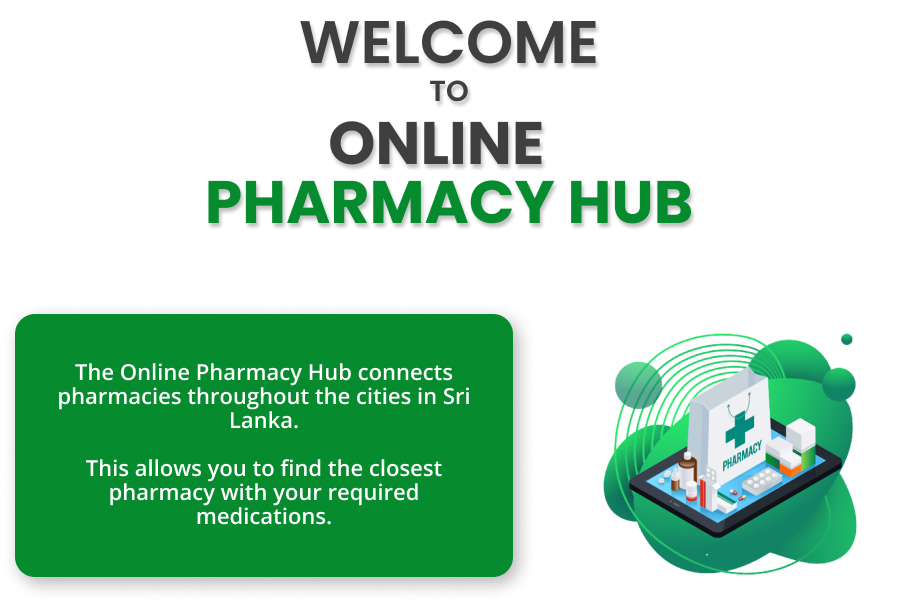 WELCOME
TO
ONLINE
PHARMACY HUB
The Online Pharmacy Hub connects
pharmacies throughout the cities in Sri
Lanka.
This allows you to find the closest
pharmacy with your required
medications.
PHARMACY